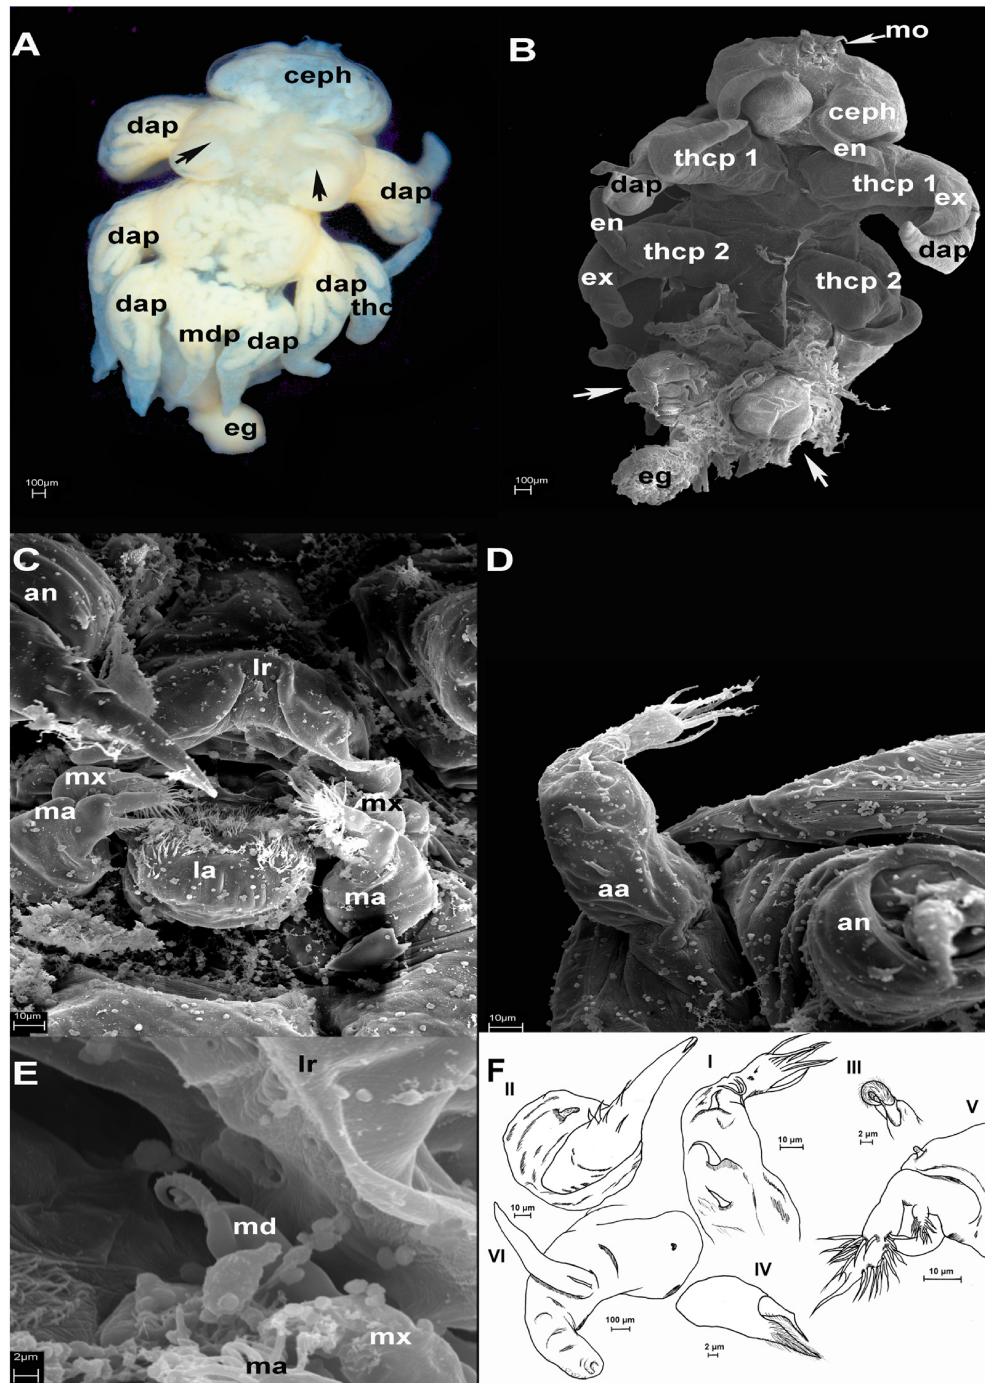 A
ceph
dap
dap
dap
dap
dap
thc
mdp
dap
eg
100µm
B
mo
ceph
en
thcp 1
thcp 1
dap
ex
en
dap
thcp 2
ex
thcp 2
eg
100µm
C
an
lr
mx
mx
ma
la
ma
10µm
D
aa
an
10µm
E
lr
md
mx
ma
2µm
F
II
I
III
V
10 µm
2 µm
10 µm
VI
IV
10 µm
100 µm
2 µm